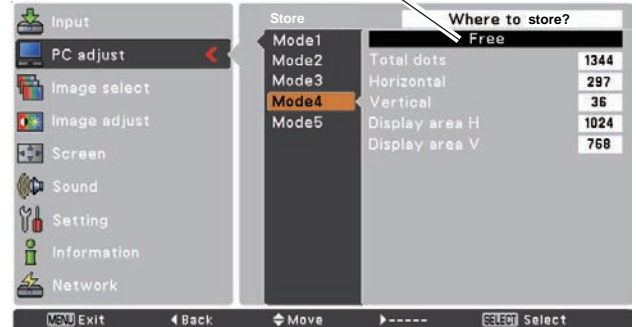 Input
PC adjust
Image select
Image adjust
Screen
Sound
Setting
Information
Network
Store
Mode1
Mode2
Mode3
Mode4
Mode5
Where to store?
Free
Total dots 1344
Horizontal 297
Vertical 36
Display area H 1024
Display area V 768
MENU Exit ◀Back Move ▶----- SELECT Select